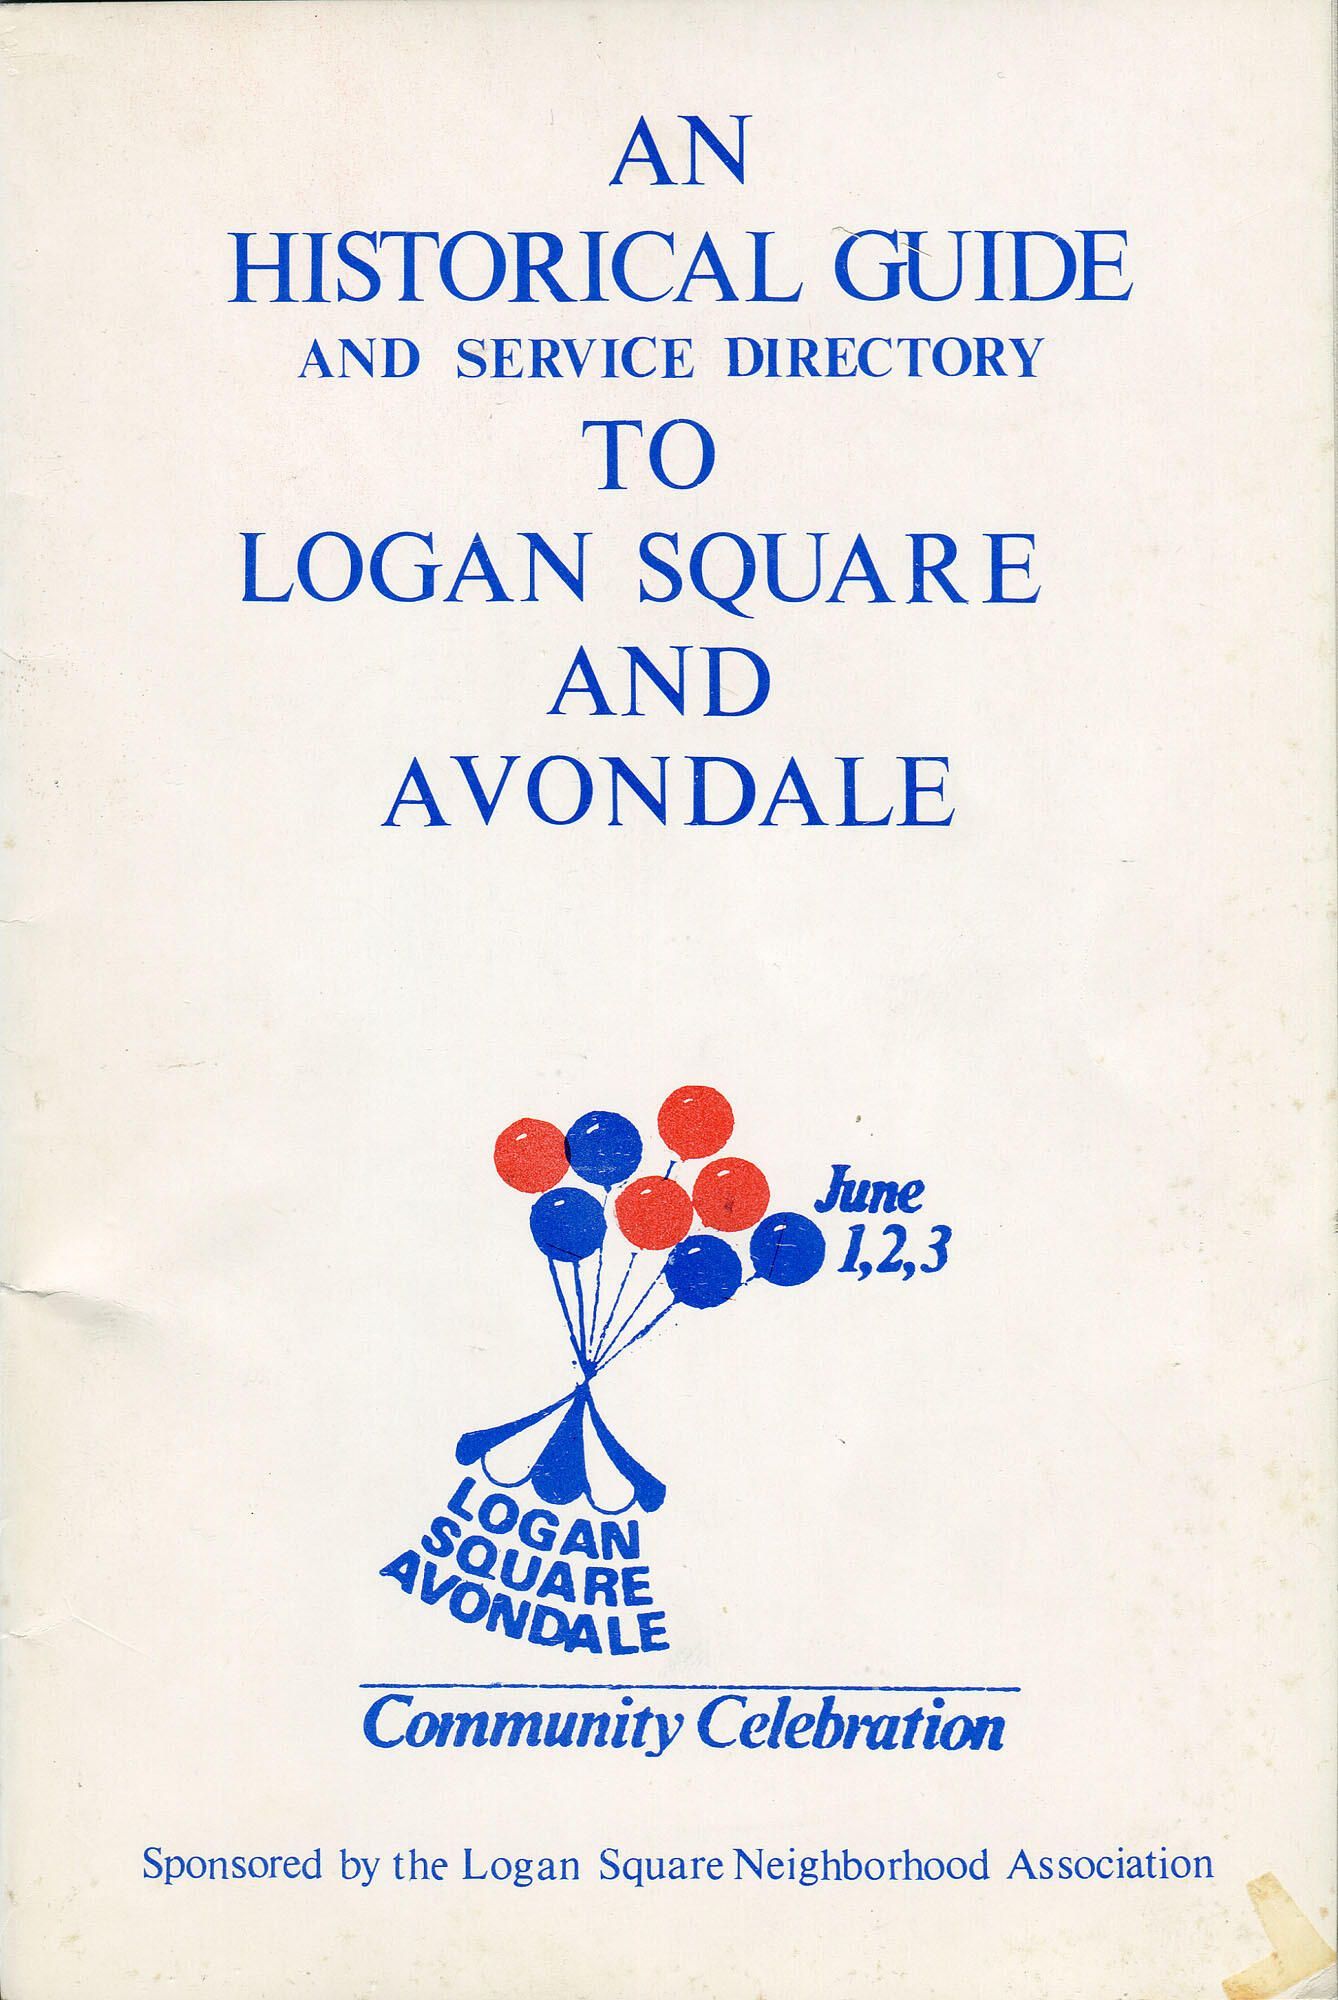 AN
HISTORICAL GUIDE
AND SERVICE DIRECTORY
TO
LOGAN SQUARE
AND
AVONDALE
June
1,2,3
LOGAN
SQUARE
AVONDALE
Community Celebration
Sponsored by the Logan Square Neighborhood Association